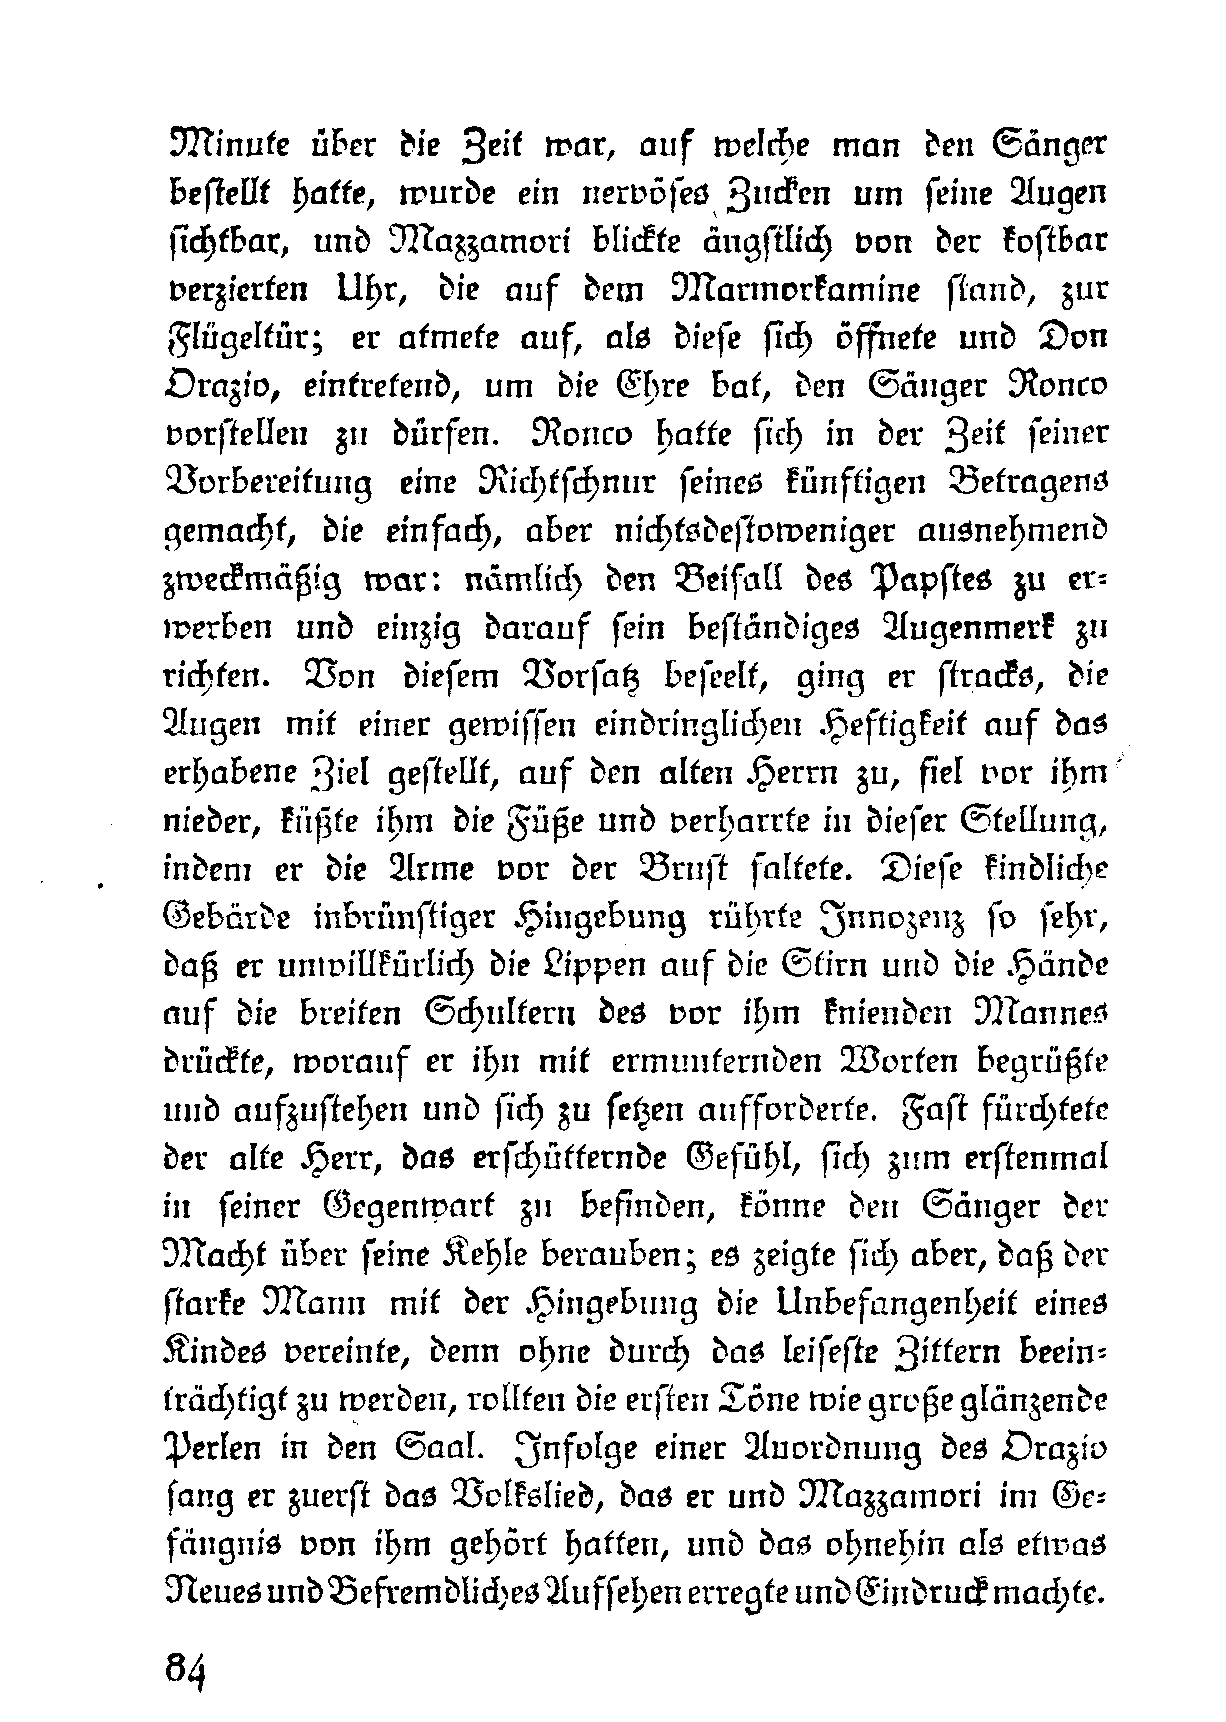 Minute über die Zeit war, auf welche man den Sänger
bestellt hatte, wurde ein nervöses Zucken um seine Augen
sichtbar, und Mazzamori blickte ängstlich von der kostbar
verzierten Uhr, die auf dem Marmorkamine stand, zur
Flügeltür; er atmete auf, als diese sich öffnete und Don
Orazio, eintretend, um die Ehre bat, den Sänger Ronco
vorstellen zu dürfen. Ronco hatte sich in der Zeit seiner
Vorbereitung eine Richtschnur seines künftigen Betragens
gemacht, die einfach, aber nichtsdestoweniger ausnehmend
zweckmäßig war: nämlich den Beifall des Papstes zu er-
werben und einzig darauf sein beständiges Augenmerk zu
richten. Von diesem Vorsatz beseelt, ging er stracks, die
Augen mit einer gewissen eindringlichen Heftigkeit auf das
erhabene Ziel gestellt, auf den alten Herrn zu, fiel vor ihm
nieder, küßte ihm die Füße und verharrte in dieser Stellung,
indem er die Arme vor der Brust faltete. Diese kindliche
Gebärde inbrünstiger Hingebung rührte Innozenz so sehr,
daß er unwillkürlich die Lippen auf die Stirn und die Hände
auf die breiten Schultern des vor ihm knienden Mannes
drückte, worauf er ihn mit ermunternden Worten begrüßte
und aufzustehen und sich zu setzen aufforderte. Fast fürchtete
der alte Herr, das erschütternde Gefühl, sich zum erstenmal
in seiner Gegenwart zu befinden, könne den Sänger der
Macht über seine Kehle berauben; es zeigte sich aber, daß der
starke Mann mit der Hingebung die Unbefangenheit eines
Kindes vereinte, denn ohne durch das leiseste Zittern beein-
trächtigt zu werden, rollten die ersten Töne wie große glänzende
Perlen in den Saal. Infolge einer Anordnung des Orazio
sang er zuerst das Volkslied, das er und Mazzamori im Ge-
fängnis von ihm gehört hatten, und das ohnehin als etwas
Neues und Befremdliches Aufsehen erregte und Eindruck machte.
84